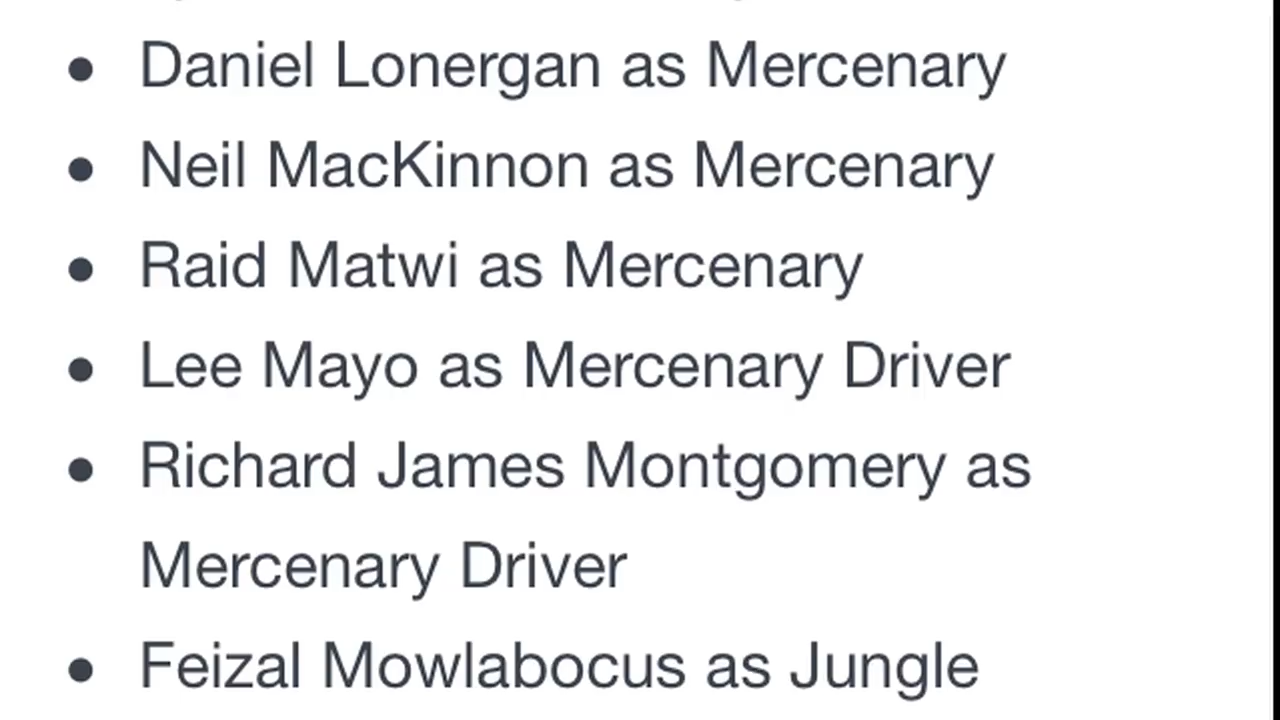 • Daniel Lonergan as Mercenary
• Neil MacKinnon as Mercenary
• Raid Matwi as Mercenary
• Lee Mayo as Mercenary Driver
• Richard James Montgomery as
Mercenary Driver
• Feizal Mowlabocus as Jungle